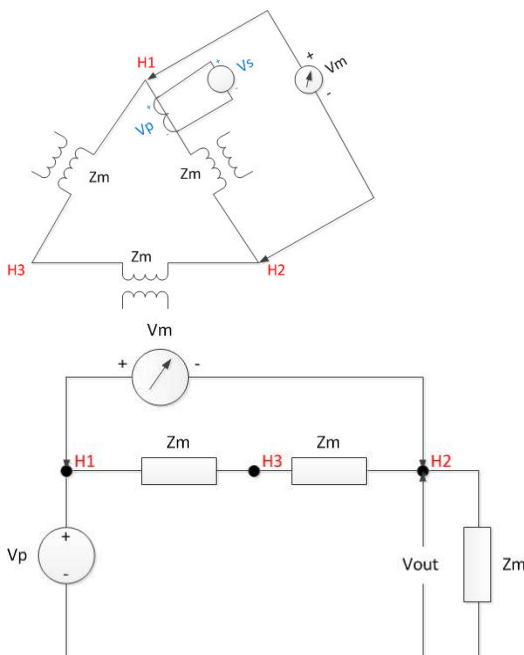 H1
+
Vs
-
+
Vm
-
+
Vp
-
Zm
Zm
Zm
H3
H2
Vm
+
-
H1
Zm
H3
Zm
H2
Vp
+
-
Vout
Zm